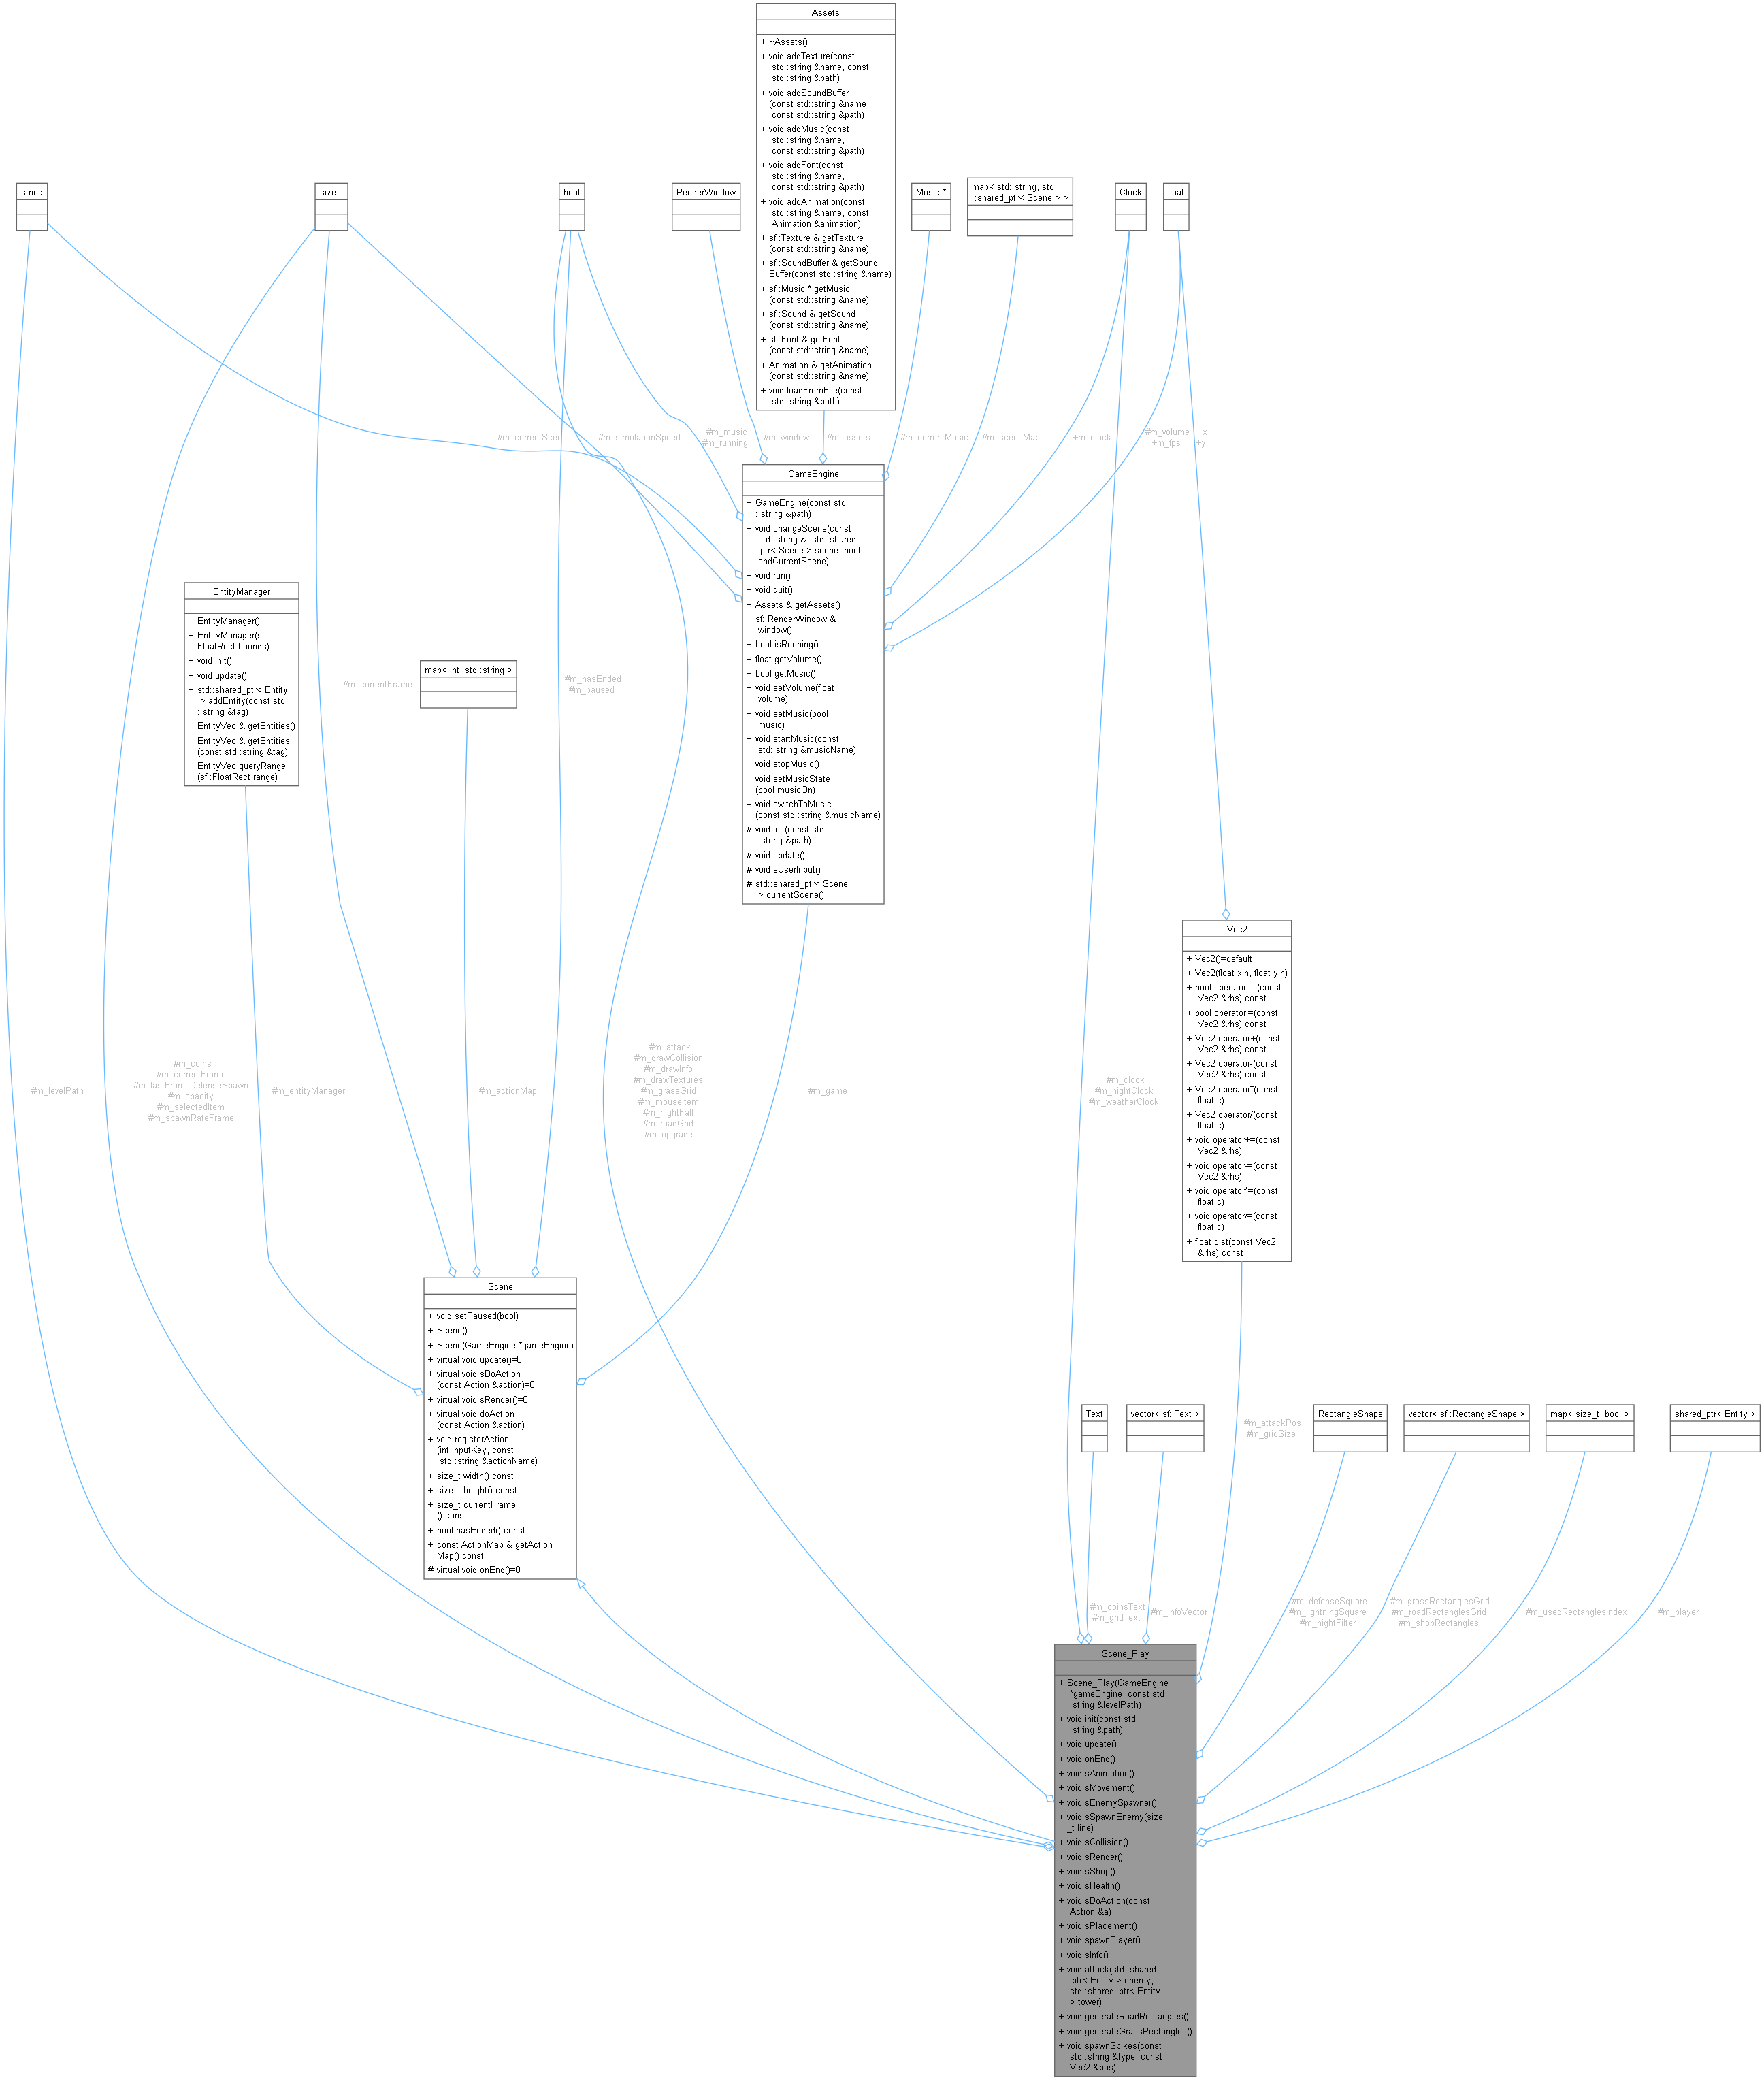 Assets
+ ~Assets()
+ void addTexture(const
std::string &name, const
std::string &path)
+ void addSoundBuffer
(const std::string &name,
const std::string &path)
+ void addMusic(const
std::string &name,
const std::string &path)
+ void addFont(const
std::string &name,
const std::string &path)
+ void addAnimation(const
std::string &name, const
Animation &animation)
+ sf::Texture & getTexture
(const std::string &name)
+ sf::SoundBuffer & getSound
Buffer(const std::string &name)
+ sf::Music * getMusic
(const std::string &name)
+ sf::Sound & getSound
(const std::string &name)
+ sf::Font & getFont
(const std::string &name)
+ Animation & getAnimation
(const std::string &name)
+ void loadFromFile(const
std::string &path)
string
size_t
bool
RenderWindow
Music *
map< std::string, std
::shared_ptr< Scene > >
Clock
float
#m_currentScene
#m_simulationSpeed
#m_music
#m_running
#m_window
#m_assets
#m_currentMusic
#m_sceneMap
+m_clock
#m_volume
+m_fps
+x
+y
GameEngine
+ GameEngine(const std
::string &path)
+ void changeScene(const
std::string &, std::shared
_ptr< Scene > scene, bool
endCurrentScene)
+ void run()
+ void quit()
+ Assets & getAssets()
+ sf::RenderWindow &
window()
+ bool isRunning()
+ float getVolume()
+ bool getMusic()
+ void setVolume(float
volume)
+ void setMusic(bool
music)
+ void startMusic(const
std::string &musicName)
+ void stopMusic()
+ void setMusicState
(bool musicOn)
+ void switchToMusic
(const std::string &musicName)
# void init(const std
::string &path)
# void update()
# void sUserInput()
# std::shared_ptr< Scene
> currentScene()
EntityManager
+ EntityManager()
+ EntityManager(sf::
FloatRect bounds)
+ void init()
+ void update()
+ std::shared_ptr< Entity
> addEntity(const std
::string &tag)
+ EntityVec & getEntities()
+ EntityVec & getEntities
(const std::string &tag)
+ EntityVec queryRange
(sf::FloatRect range)
#m_currentFrame
map< int, std::string >
#m_hasEnded
#m_paused
Vec2
+ Vec2()=default
+ Vec2(float xin, float yin)
+ bool operator==(const
Vec2 &rhs) const
+ bool operator!=(const
Vec2 &rhs) const
+ Vec2 operator+(const
Vec2 &rhs) const
+ Vec2 operator-(const
Vec2 &rhs) const
+ Vec2 operator*(const
float c)
+ Vec2 operator/(const
float c)
+ void operator+=(const
Vec2 &rhs)
+ void operator-=(const
Vec2 &rhs)
+ void operator*=(const
float c)
+ void operator/=(const
float c)
+ float dist(const Vec2
&rhs) const
#m_levelPath
#m_coins
#m_currentFrame
#m_lastFrameDefenseSpawn
#m_opacity
#m_selectedItem
#m_spawnRateFrame
#m_entityManager
#m_actionMap
#m_attack
#m_drawCollision
#m_drawInfo
#m_drawTextures
#m_grassGrid
#m_mouseItem
#m_nightFall
#m_roadGrid
#m_upgrade
#m_game
#m_clock
#m_nightClock
#m_weatherClock
Scene
+ void setPaused(bool)
+ Scene()
+ Scene(GameEngine *gameEngine)
+ virtual void update()=0
+ virtual void sDoAction
(const Action &action)=0
+ virtual void sRender()=0
+ virtual void doAction
(const Action &action)
+ void registerAction
(int inputKey, const
std::string &actionName)
+ size_t width() const
+ size_t height() const
+ size_t currentFrame
() const
+ bool hasEnded() const
+ const ActionMap & getAction
Map() const
# virtual void onEnd()=0
Text
vector< sf::Text >
#m_attackPos
#m_gridSize
RectangleShape
vector< sf::RectangleShape >
map< size_t, bool >
shared_ptr< Entity >
#m_coinsText
#m_gridText
#m_infoVector
#m_defenseSquare
#m_lightningSquare
#m_nightFilter
#m_grassRectanglesGrid
#m_roadRectanglesGrid
#m_shopRectangles
#m_usedRectanglesIndex
#m_player
Scene_Play
+ Scene_Play(GameEngine
*gameEngine, const std
::string &levelPath)
+ void init(const std
::string &path)
+ void update()
+ void onEnd()
+ void sAnimation()
+ void sMovement()
+ void sEnemySpawner()
+ void sSpawnEnemy(size
_t line)
+ void sCollision()
+ void sRender()
+ void sShop()
+ void sHealth()
+ void sDoAction(const
Action &a)
+ void sPlacement()
+ void spawnPlayer()
+ void sInfo()
+ void attack(std::shared
_ptr< Entity > enemy,
std::shared_ptr< Entity
> tower)
+ void generateRoadRectangles()
+ void generateGrassRectangles()
+ void spawnSpikes(const
std::string &type, const
Vec2 &pos)